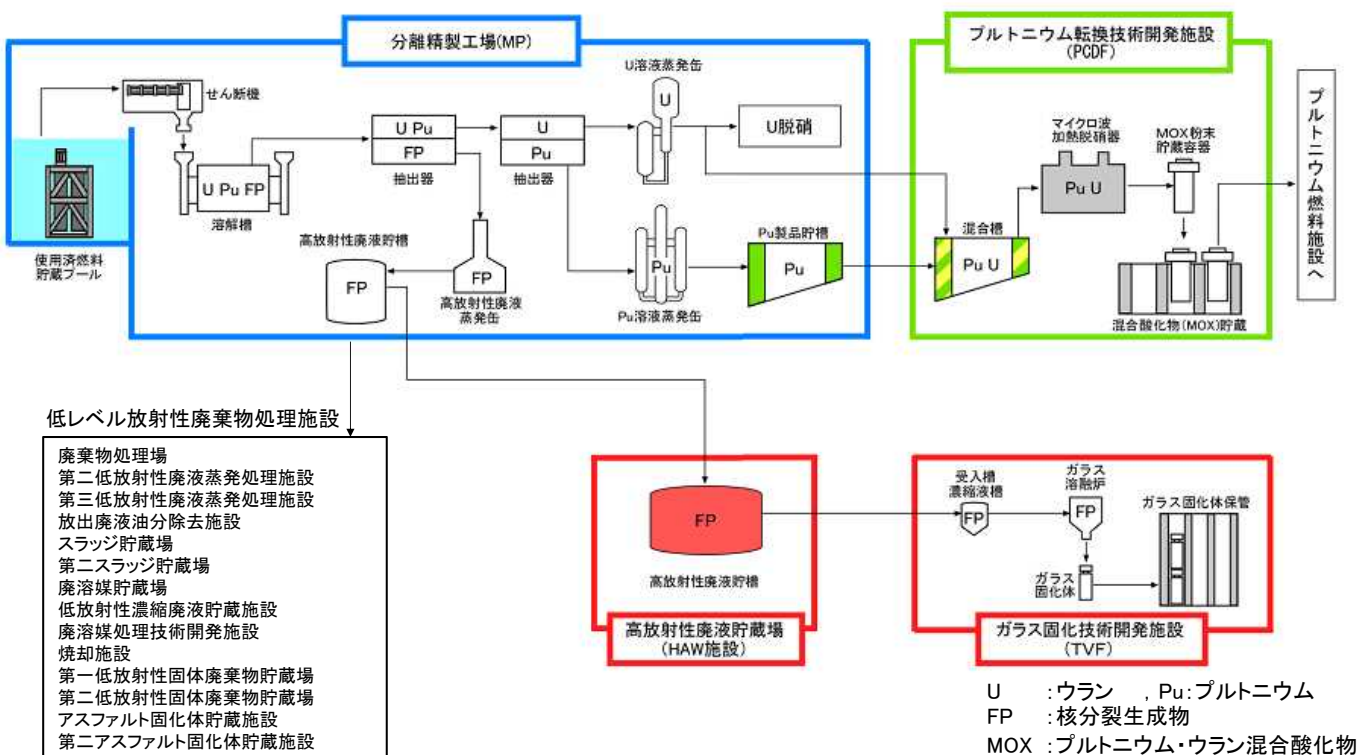 分離精製工場(MP)
使用済燃料
貯蔵プール
せん断機
U Pu FP
溶解槽
U Pu
FP
抽出器
U
Pu
抽出器
U溶液蒸発缶
U
U脱硝
高放射性廃液貯槽
FP
FP
高放射性廃液
蒸発缶
Pu
Pu溶液蒸発缶
Pu製品貯槽
Pu
プルトニウム転換技術開発施設
(PCDF)
混合槽
Pu U
マイクロ波
加熱脱硝器
Pu U
MOX粉末
貯蔵容器
混合酸化物(MOX)貯蔵
プルトニウム燃料施設へ
低レベル放射性廃棄物処理施設
廃棄物処理場
第二低放射性廃液蒸発処理施設
第三低放射性廃液蒸発処理施設
放出廃液油分除去施設
スラッジ貯蔵場
第二スラッジ貯蔵場
廃溶媒貯蔵場
低放射性濃縮廃液貯蔵施設
廃溶媒処理技術開発施設
焼却施設
第一低放射性固体廃棄物貯蔵場
第二低放射性固体廃棄物貯蔵場
アスファルト固化体貯蔵施設
第二アスファルト固化体貯蔵施設
FP
高放射性廃液貯槽
高放射性廃液貯蔵場
(HAW施設)
受入槽
濃縮液槽
FP
ガラス
溶融炉
FP
ガラス
固化体
ガラス固化体保管
ガラス固化技術開発施設
(TVF)
U :ウラン , Pu:プルトニウム
FP :核分裂生成物
MOX :プルトニウム・ウラン混合酸化物